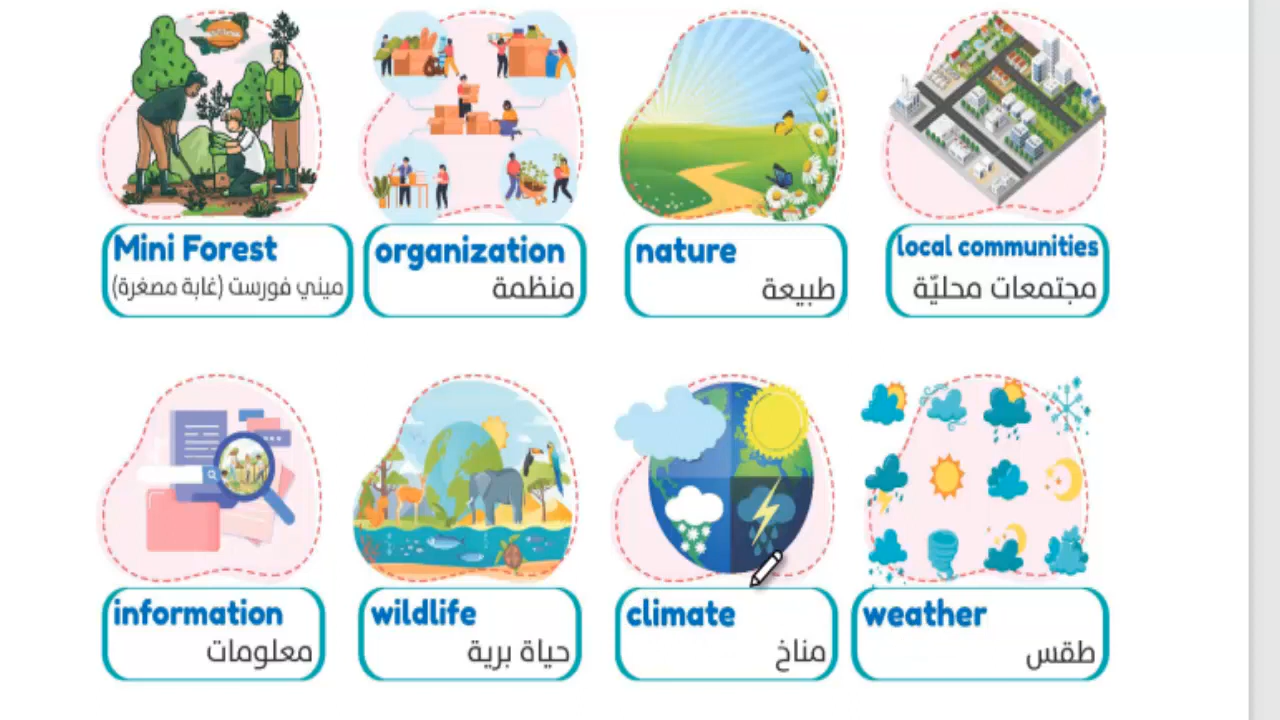 Mini Forest
ميني فورست (غابة مصغرة)
organization
منظمة
nature
طبيعة
local communities
مجتمعات محليّة
information
معلومات
wildlife
حياة برية
climate
مناخ
weather
طقس